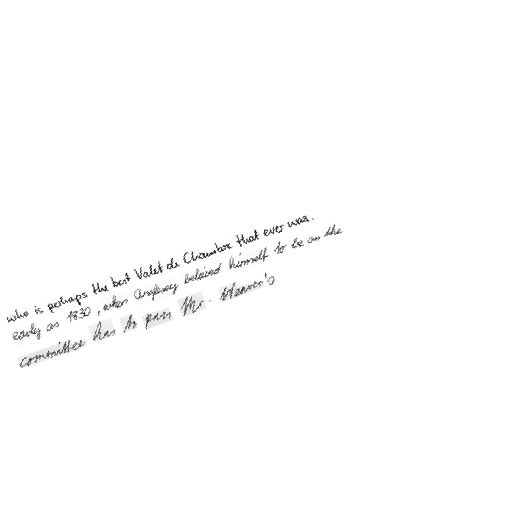 who is perhaps the best Valet de Chambre that ever was.
early as 1830, when Anglesey believed himself to be on the
committee has to pass Mr.